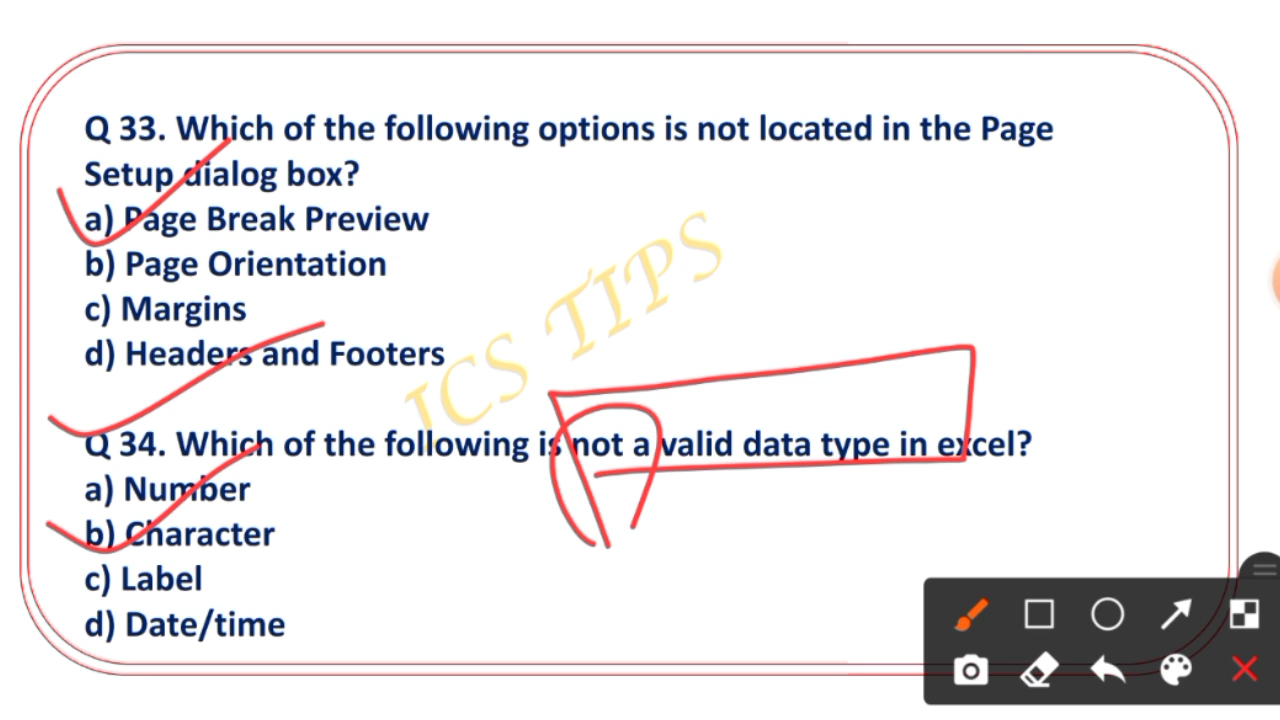 Q 33. Which of the following options is not located in the Page
Setup dialog box?
a) Page Break Preview
b) Page Orientation
c) Margins
d) Headers and Footers
ICS TIPS
Q 34. Which of the following is not a valid data type in excel?
a) Number
b) Character
c) Label
d) Date/time